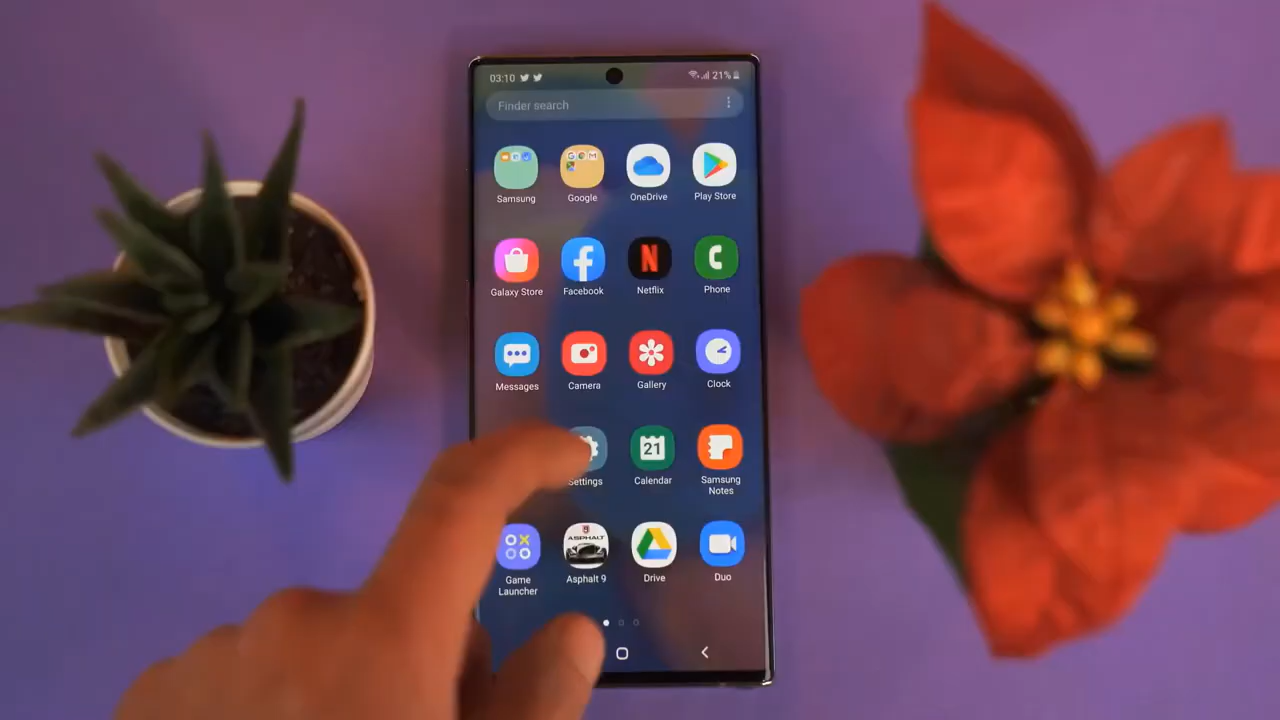 03:10 21%
Finder search
Samsung Google OneDrive Play Store
Galaxy Store Facebook Netflix Phone
Messages Camera Gallery Clock
21
Settings Calendar Samsung
Notes
ASPHALT
Game
Launcher Asphalt 9 Drive Duo